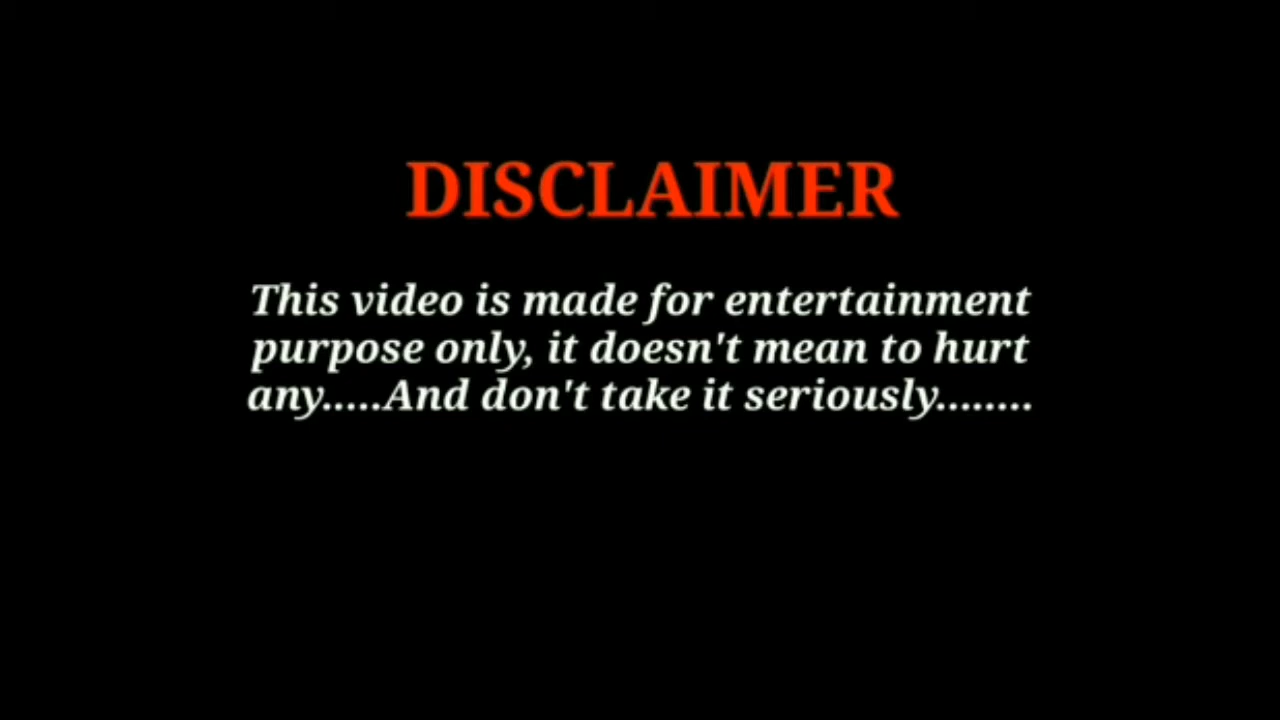 DISCLAIMER
This video is made for entertainment
purpose only, it doesn't mean to hurt
any.....And don't take it seriously........